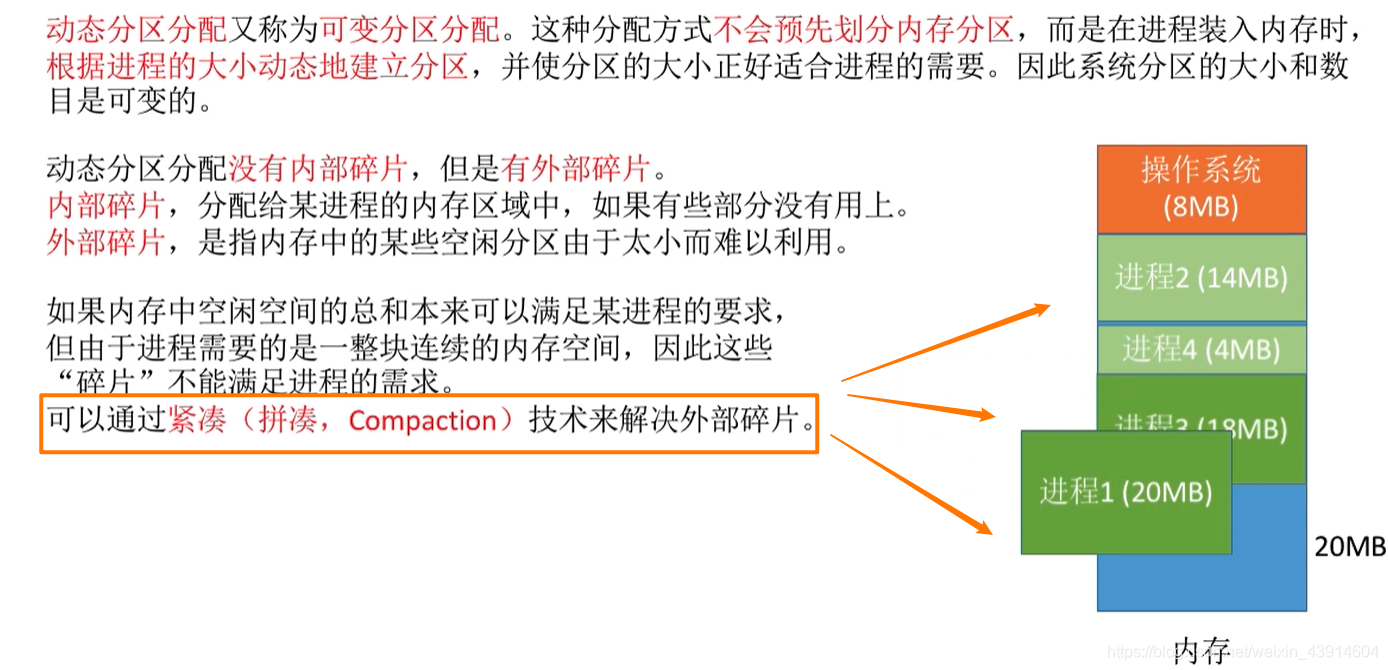 动态分区分配又称为可变分区分配。这种分配方式不会预先划分内存分区，而是在进程装入内存时，
根据进程的大小动态地建立分区，并使分区的大小正好适合进程的需要。因此系统分区的大小和数
目是可变的。
动态分区分配没有内部碎片，但是有外部碎片。
内部碎片，分配给某进程的内存区域中，如果有些部分没有用上。
外部碎片，是指内存中的某些空闲分区由于太小而难以利用。
如果内存中空闲空间的总和本来可以满足某进程的要求，
但由于进程需要的是一整块连续的内存空间，因此这些
“碎片”不能满足进程的需求。
可以通过紧凑（拼凑，Compaction）技术来解决外部碎片。
操作系统
(8MB)
进程2 (14MB)
进程4 (4MB)
进程3 (18MB)
进程1 (20MB)
20MB
内存
weixin_43914604